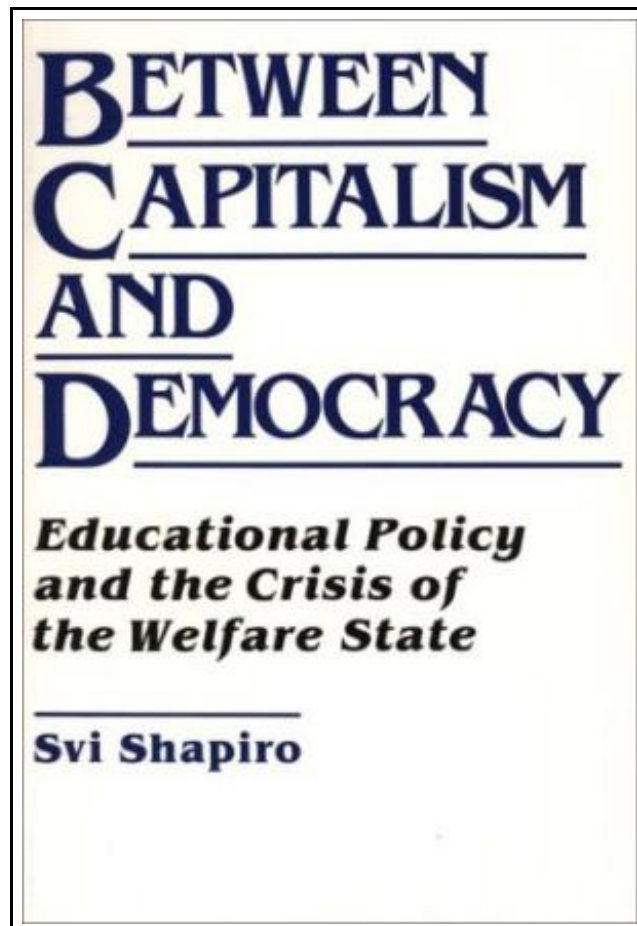 BETWEEN
CAPITALISM
AND
DEMOCRACY
Educational Policy
and the Crisis of
the Welfare State
Svi Shapiro